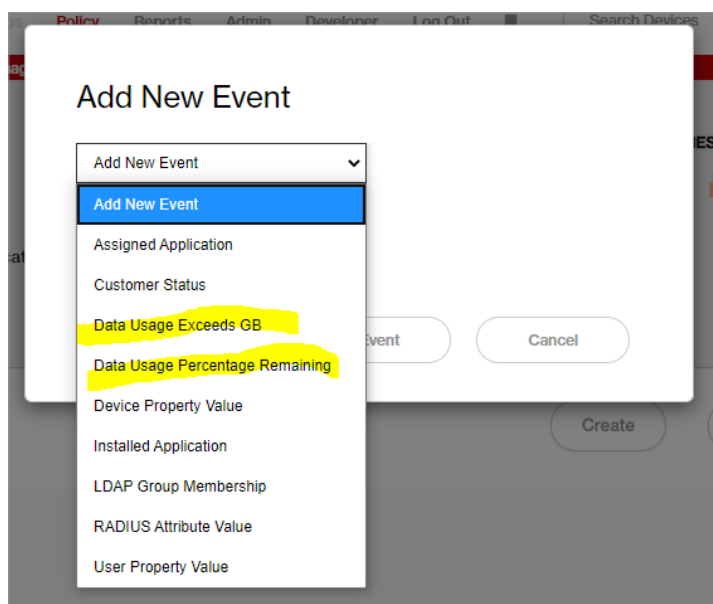 Policy Reports Admin Developer Log Out Search Devices
Add New Event
Add New Event
Add New Event
Assigned Application
Customer Status
Data Usage Exceeds GB
Data Usage Percentage Remaining
Device Property Value
Installed Application
LDAP Group Membership
RADIUS Attribute Value
User Property Value
Cancel
Create